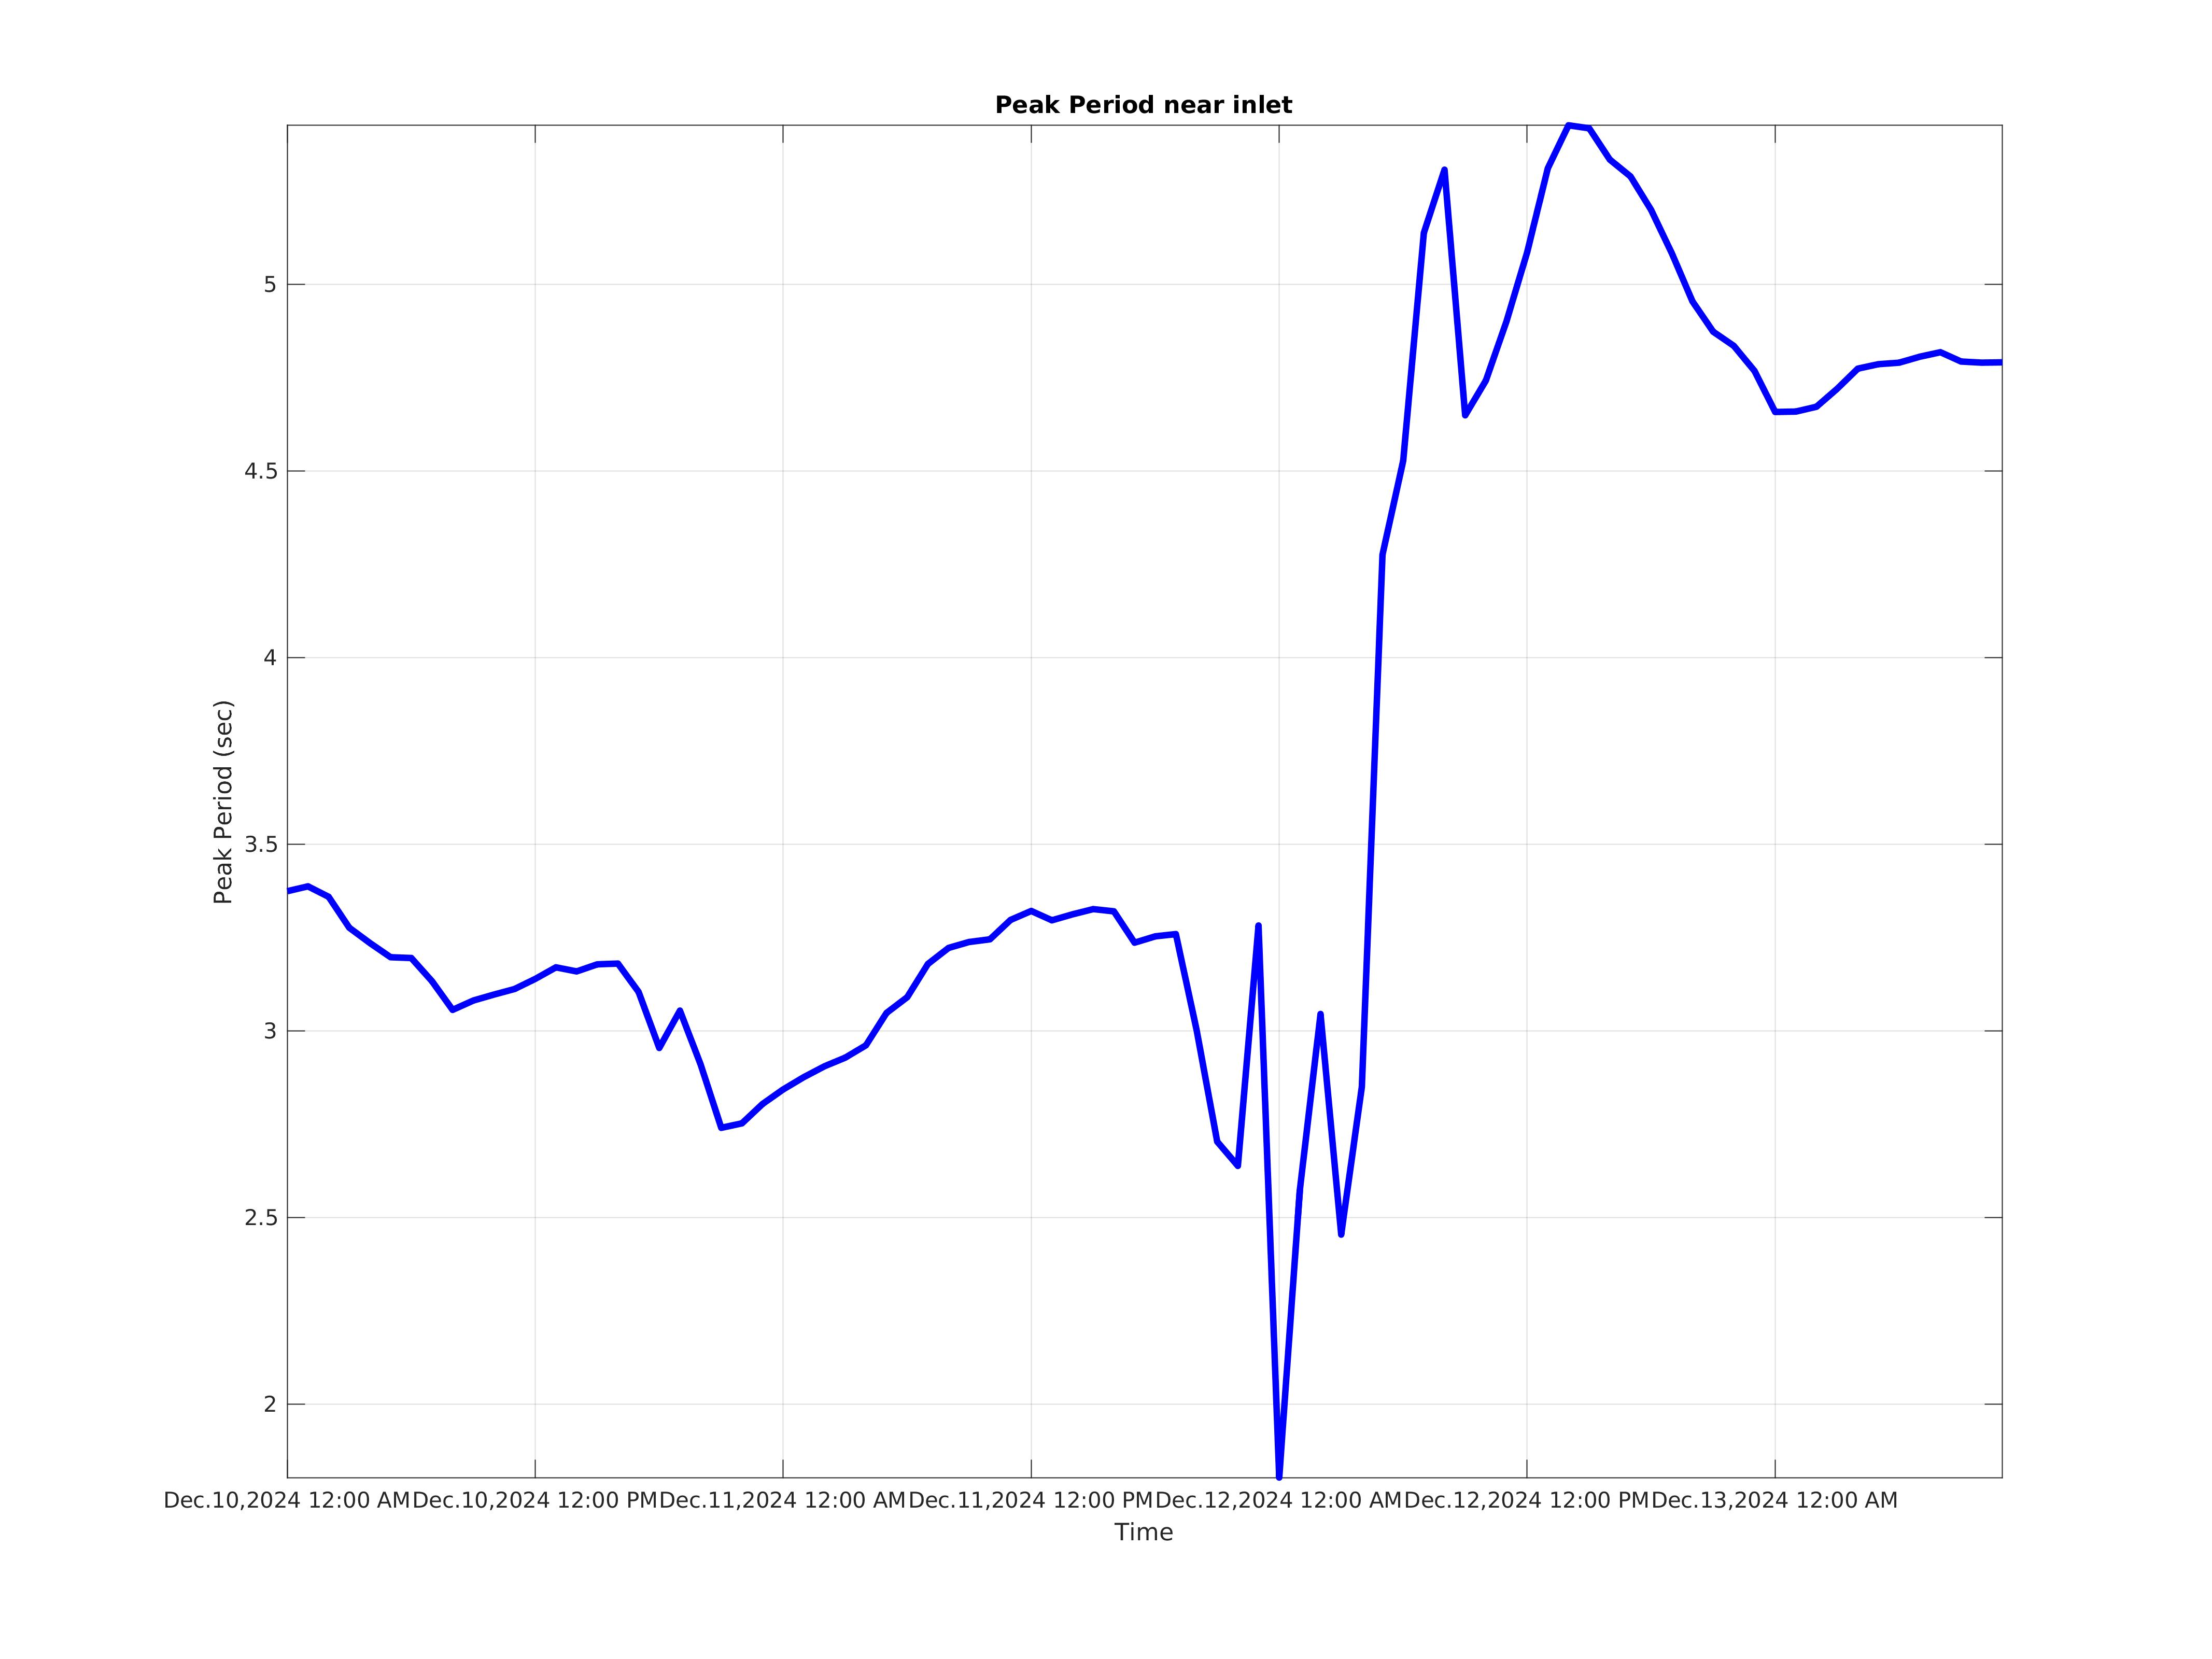 Peak Period near inlet
5
4.5
4
3.5
3
2.5
2
Peak Period (sec)
Dec.10,2024 12:00 AM
Dec.10,2024 12:00 PM
Dec.11,2024 12:00 AM
Dec.11,2024 12:00 PM
Dec.12,2024 12:00 AM
Dec.12,2024 12:00 PM
Dec.13,2024 12:00 AM
Time